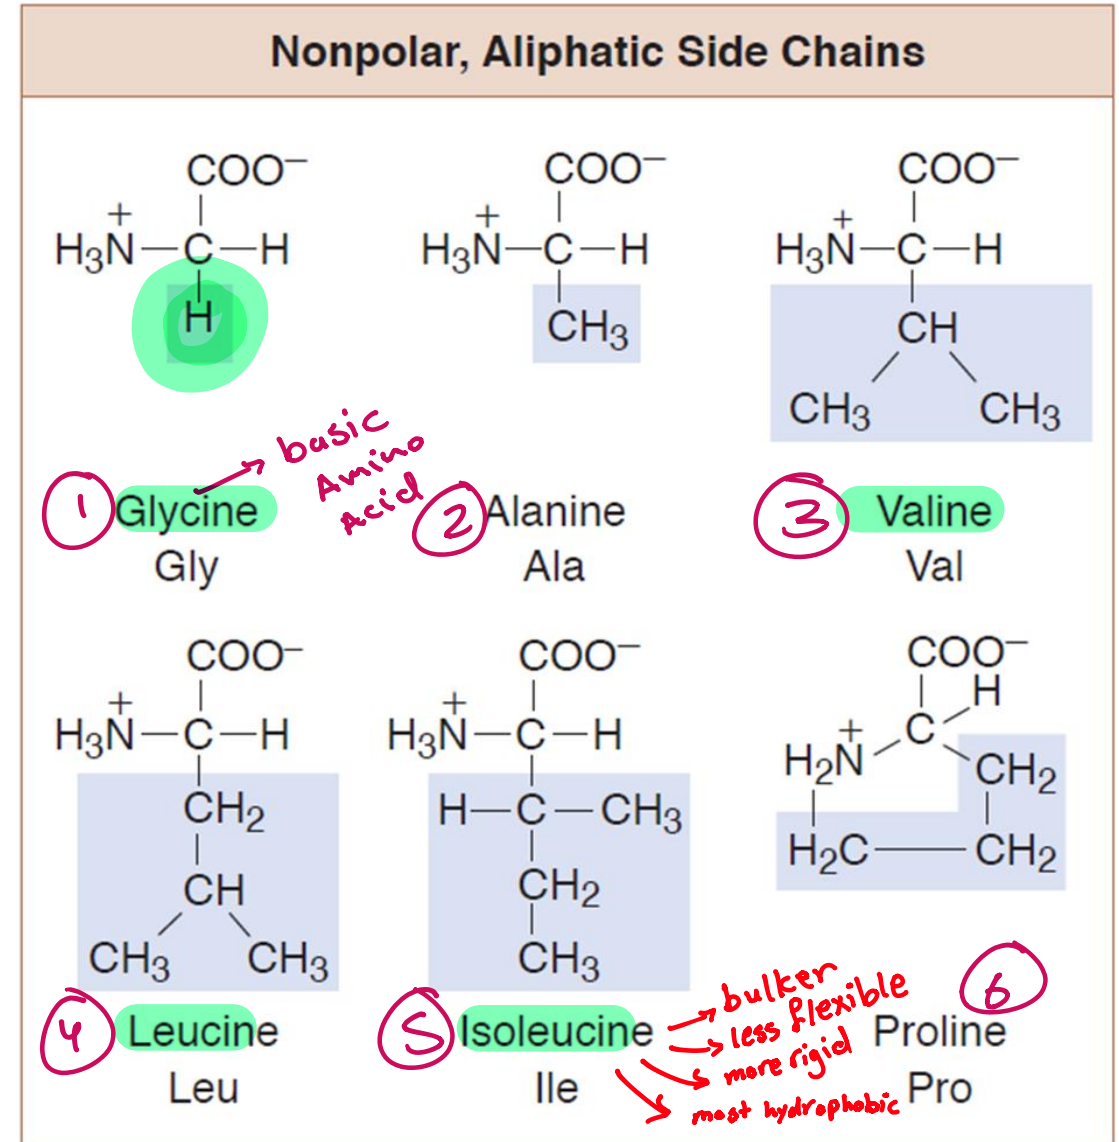 Nonpolar, Aliphatic Side Chains
COO−
+
H3N—C—H
H
COO−
+
H3N—C—H
CH3
COO−
+
H3N—C—H
CH
CH3 CH3
basic
Amino
Acid
1 Glycine
Gly
2 Alanine
Ala
3 Valine
Val
COO−
+
H3N—C—H
CH2
CH
CH3 CH3
COO−
+
H3N—C—H
H—C—CH3
CH2
CH3
COO−
H
C
+
H2N
CH2
H2C—CH2
4 Leucine
Leu
5 Isoleucine
Ile
bulker
less flexible
more rigid
most hydrophobic
6
Proline
Pro